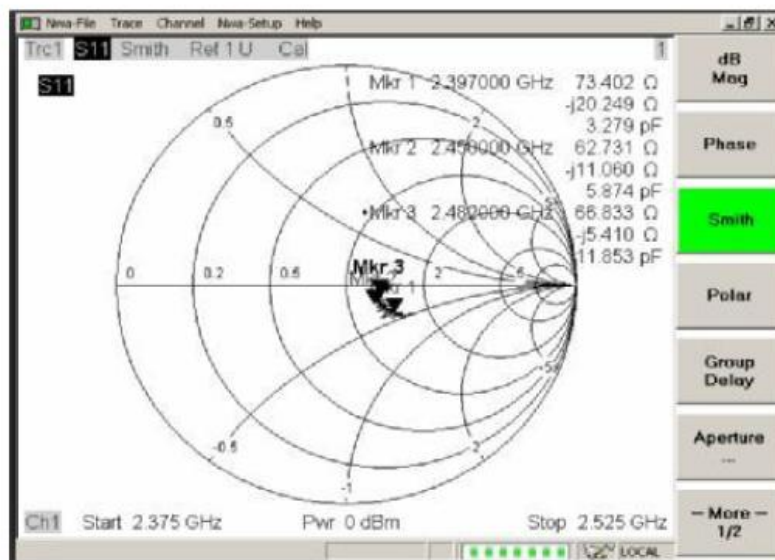 Nwa-File Trace Channel Nwa-Setup Help
Trc1 S11 Smith Ref 1 U Cal 1
S11
Mkr 1 2.397000 GHz 73.402 Ω
-j20.249 Ω
3.279 pF
Mkr 2 2.450000 GHz 62.731 Ω
-j11.060 Ω
5.874 pF
•Mkr 3 2.482000 GHz 66.833 Ω
-j5.410 Ω
11.853 pF
0.5
2
5
Mkr 3
0
0.2
0.5
2
5
-5
-0.5
-2
-1
Ch1 Start 2.375 GHz Pwr 0 dBm Stop 2.525 GHz
dB
Mag
Phase
Smith
Polar
Group
Delay
Aperture
...
– More –
1/2
LOCAL